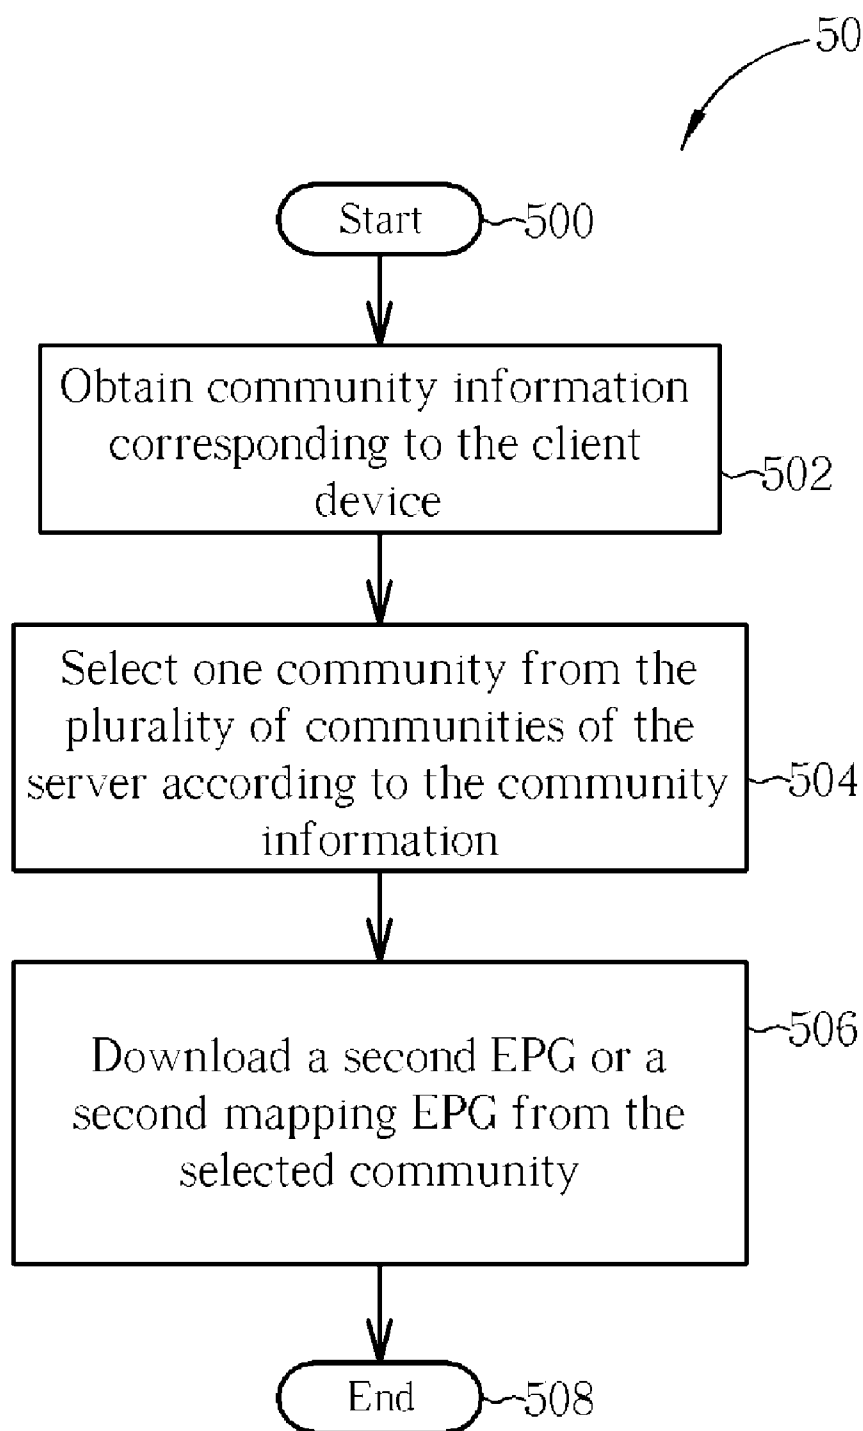 50
Start
500
Obtain community information
corresponding to the client
device
502
Select one community from the
plurality of communities of the
server according to the community
information
504
Download a second EPG or a
second mapping EPG from the
selected community
506
End
508